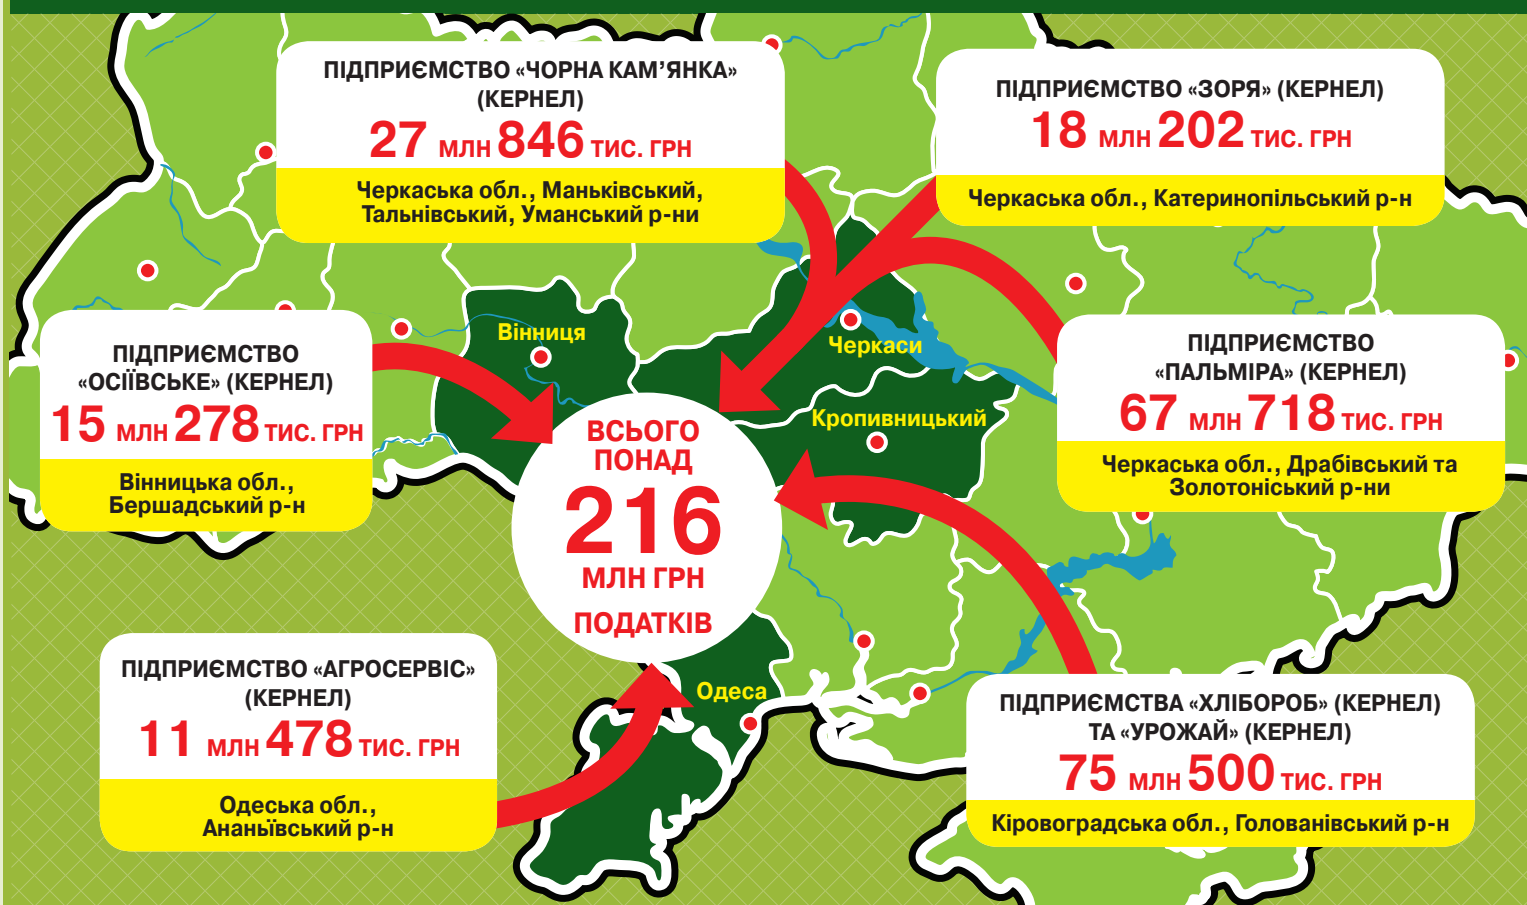 ПІДПРИЄМСТВО «ЧОРНА КАМ’ЯНКА»
(КЕРНЕЛ)
27 МЛН 846 ТИС. ГРН
Черкаська обл., Маньківський,
Тальнівський, Уманський р-ни
ПІДПРИЄМСТВО «ЗОРЯ» (КЕРНЕЛ)
18 МЛН 202 ТИС. ГРН
Черкаська обл., Катеринопільський р-н
ПІДПРИЄМСТВО
«ОСІЇВСЬКЕ» (КЕРНЕЛ)
15 МЛН 278 ТИС. ГРН
Вінницька обл.,
Бершадський р-н
Вінниця
Черкаси
Кропивницький
ПІДПРИЄМСТВО
«ПАЛЬМІРА» (КЕРНЕЛ)
67 МЛН 718 ТИС. ГРН
Черкаська обл., Драбівський та
Золотоніський р-ни
ВСЬОГО
ПОНАД
216
МЛН ГРН
ПОДАТКІВ
ПІДПРИЄМСТВО «АГРОСЕРВІС»
(КЕРНЕЛ)
11 МЛН 478 ТИС. ГРН
Одеська обл.,
Ананьївський р-н
Одеса
ПІДПРИЄМСТВА «ХЛІБОРОБ» (КЕРНЕЛ)
ТА «УРОЖАЙ» (КЕРНЕЛ)
75 МЛН 500 ТИС. ГРН
Кіровоградська обл., Голованівський р-н